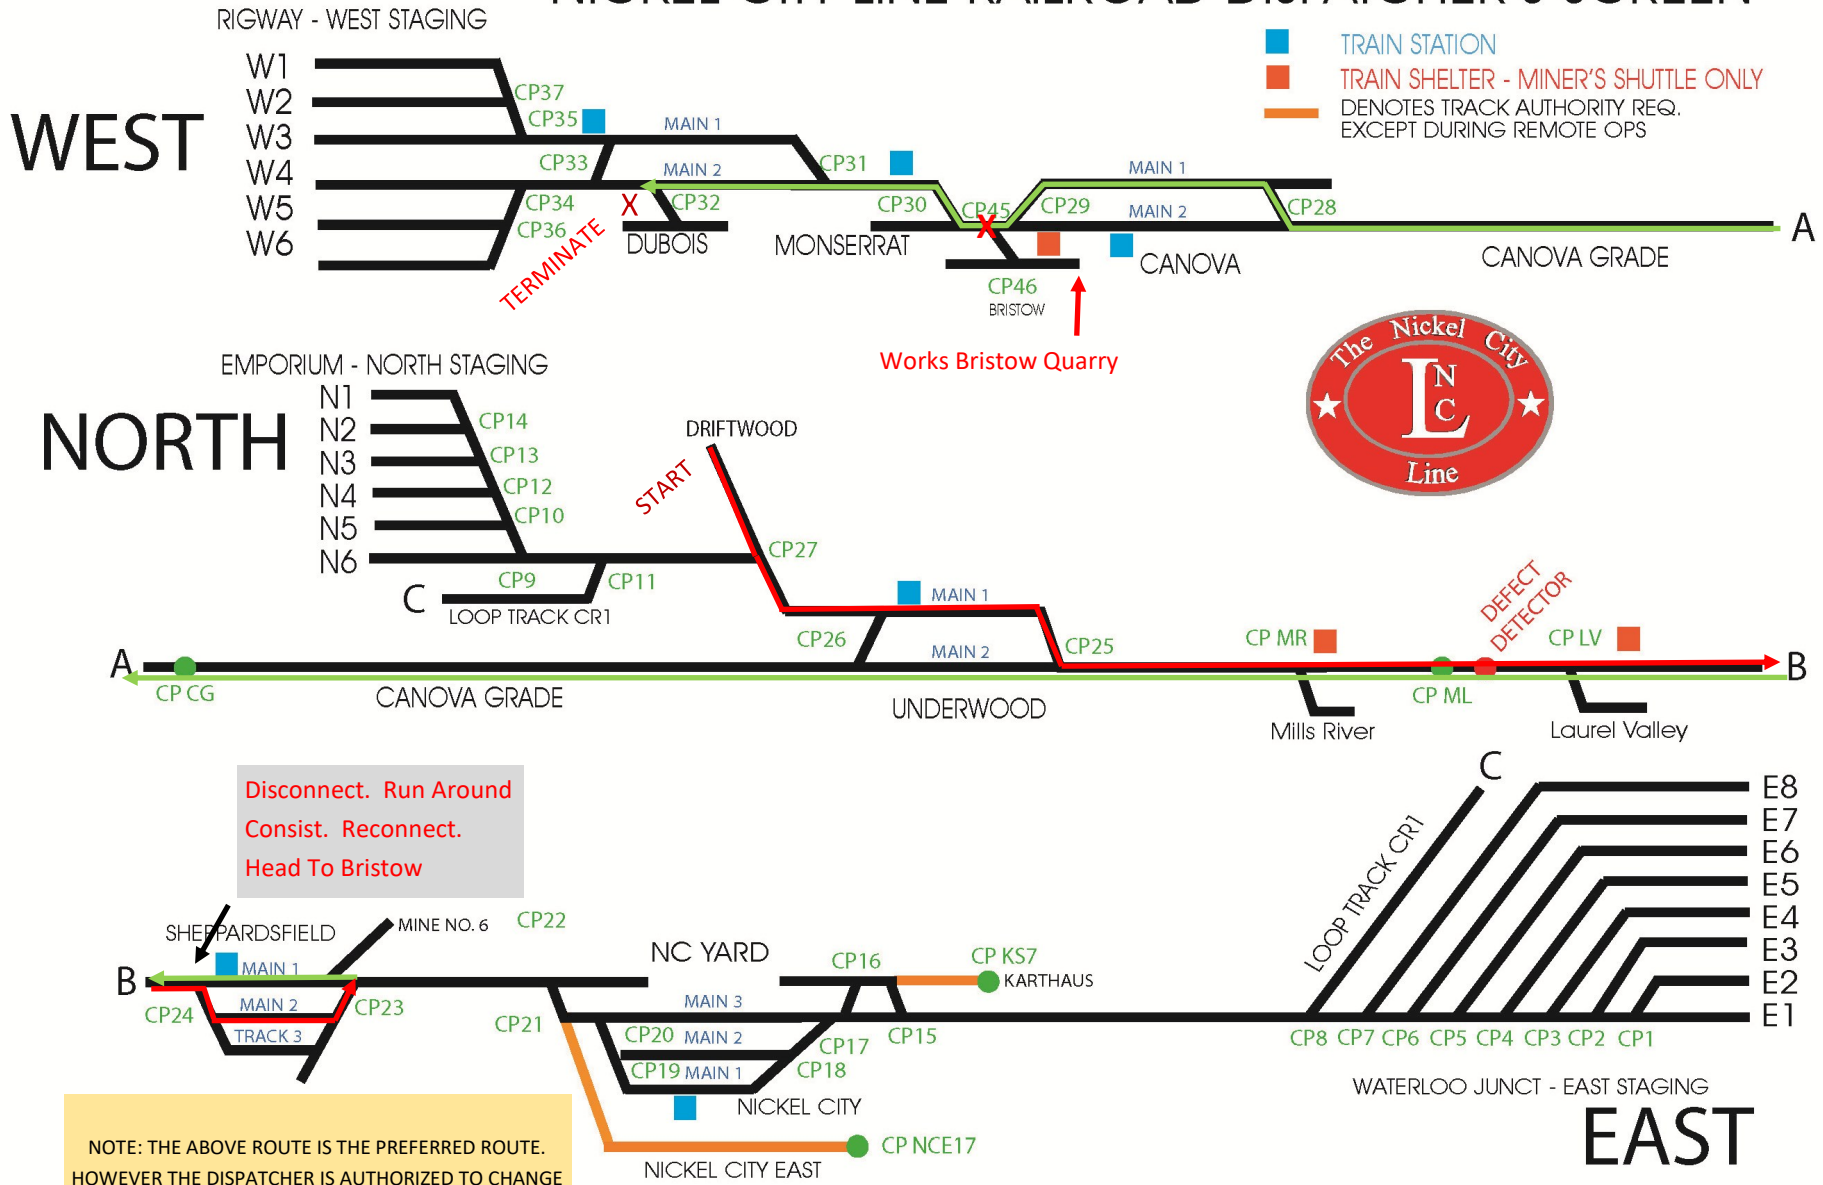 NICKEL CITY LINE RAILROAD DISPATCHER'S SCREEN
RIGWAY - WEST STAGING
TRAIN STATION
TRAIN SHELTER - MINER'S SHUTTLE ONLY
DENOTES TRACK AUTHORITY REQ.
EXCEPT DURING REMOTE OPS
WEST
W1
W2
W3
W4
W5
W6
CP37
CP35
CP33
CP34
CP36
MAIN 1
MAIN 2
CP31
CP32
X
TERMINATE
DUBOIS
MONSERRAT
CP30
CP45
X
CP29
MAIN 1
MAIN 2
CP28
A
CANOVA
CANOVA GRADE
CP46
BRISTOW
Works Bristow Quarry
The Nickel City
L
N
C
Line
EMPORIUM - NORTH STAGING
NORTH
N1
N2
N3
N4
N5
N6
CP14
CP13
CP12
CP10
CP9
CP11
C
LOOP TRACK CR1
DRIFTWOOD
START
CP27
MAIN 1
CP26
MAIN 2
CP25
CP MR
DEFECT
DETECTOR
CP LV
A
CP CG
CANOVA GRADE
UNDERWOOD
CP ML
B
Mills River
Laurel Valley
Disconnect. Run Around
Consist. Reconnect.
Head To Bristow
SHEPPARDSFIELD
MINE NO. 6
B
MAIN 1
MAIN 2
TRACK 3
CP24
CP23
CP22
CP21
NC YARD
MAIN 3
CP20
MAIN 2
CP19
MAIN 1
CP16
CP17
CP18
CP15
CP KS7
KARTHAUS
NICKEL CITY
CP NCE17
NICKEL CITY EAST
C
LOOP TRACK CR1
E8
E7
E6
E5
E4
E3
E2
E1
CP8
CP7
CP6
CP5
CP4
CP3
CP2
CP1
WATERLOO JUNCT - EAST STAGING
EAST
NOTE: THE ABOVE ROUTE IS THE PREFERRED ROUTE.
HOWEVER THE DISPATCHER IS AUTHORIZED TO CHANGE